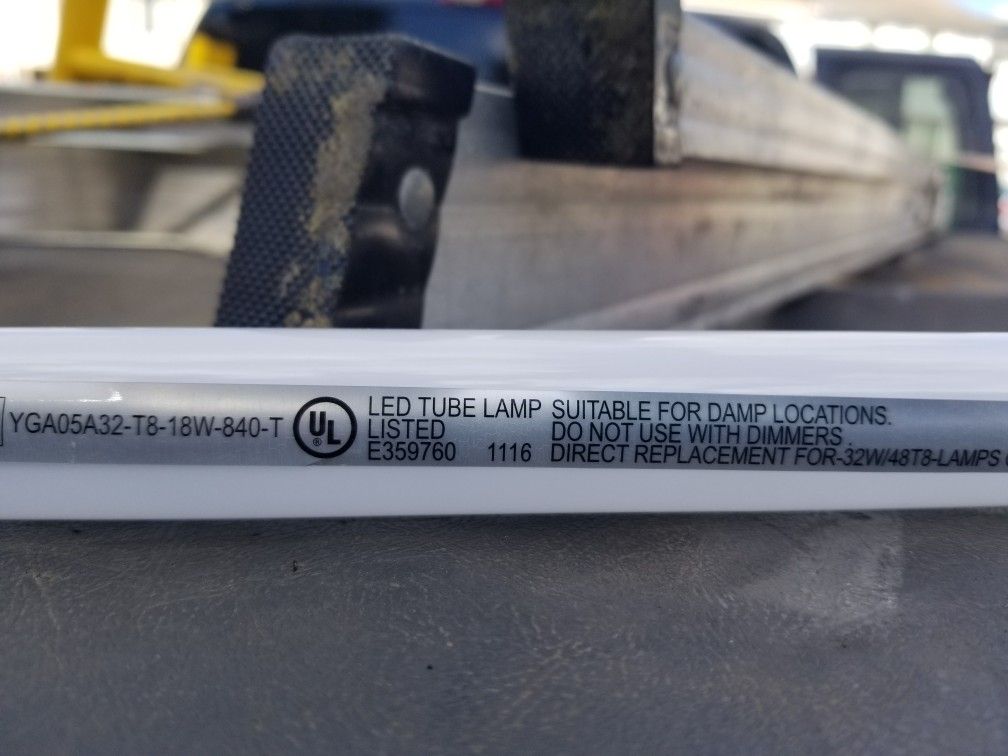 YGA05A32-T8-18W-840-T
UL
®
LED TUBE LAMP
LISTED
E359760 1116
SUITABLE FOR DAMP LOCATIONS.
DO NOT USE WITH DIMMERS .
DIRECT REPLACEMENT FOR-32W/48T8-LAMPS